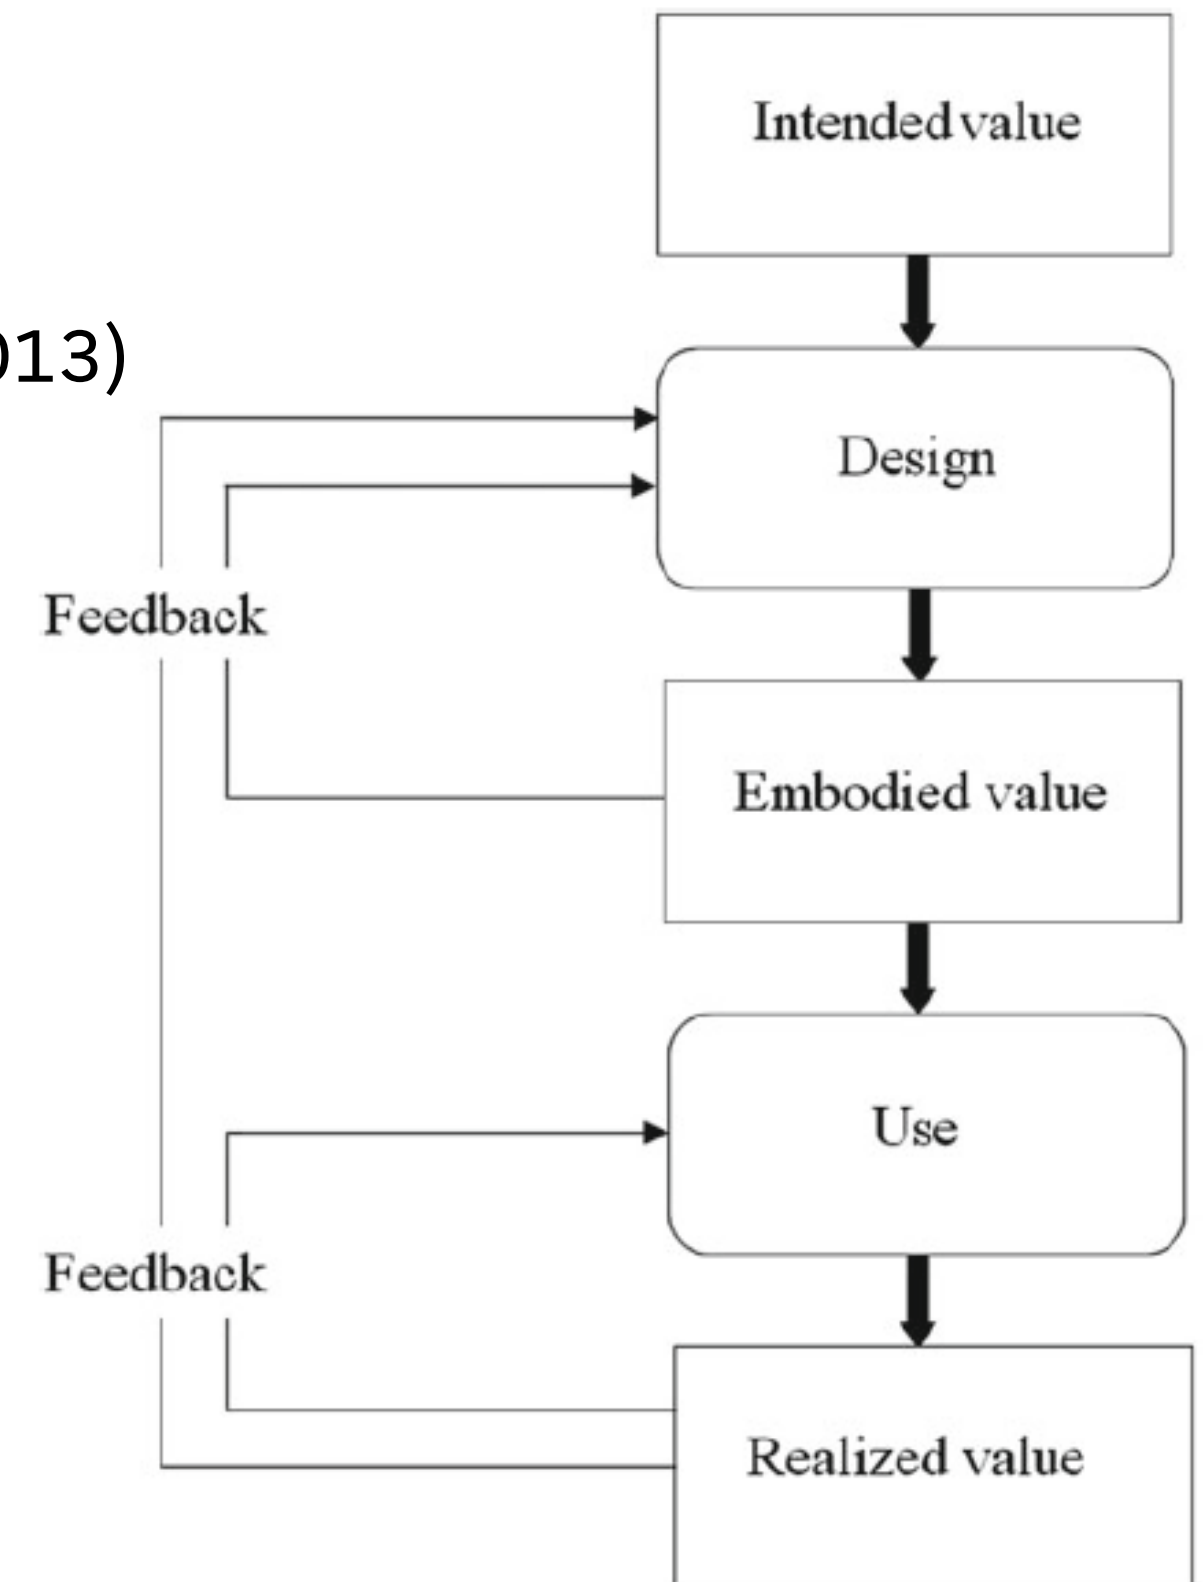 Intended value
013)
Design
Feedback
Embodied value
Use
Feedback
Realized value